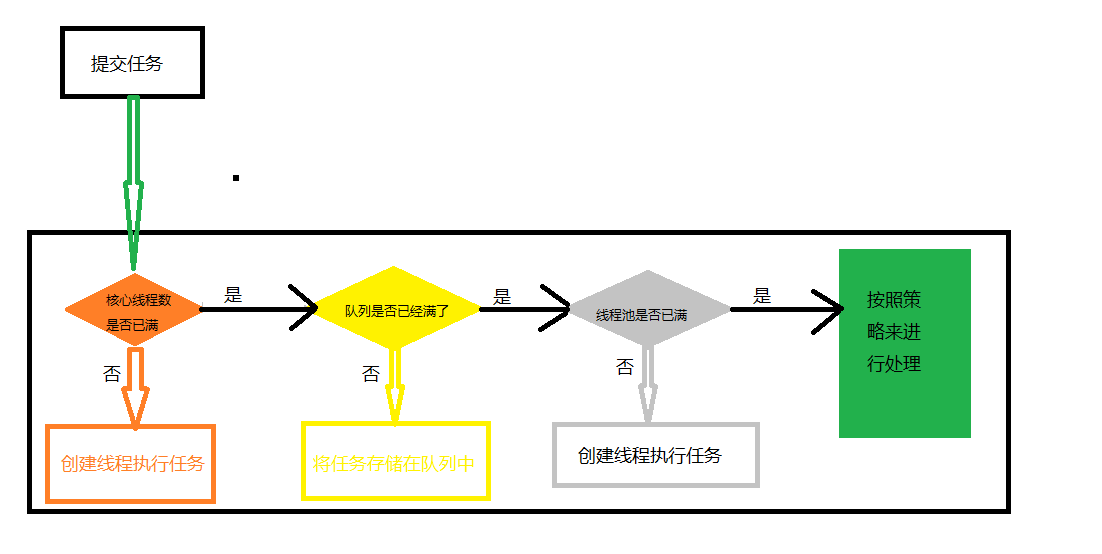 提交任务
核心线程数
是否已满
是
队列是否已经满了
是
线程池是否已满
是
按照策
略来进
行处理
否
否
否
创建线程执行任务
将任务存储在队列中
创建线程执行任务